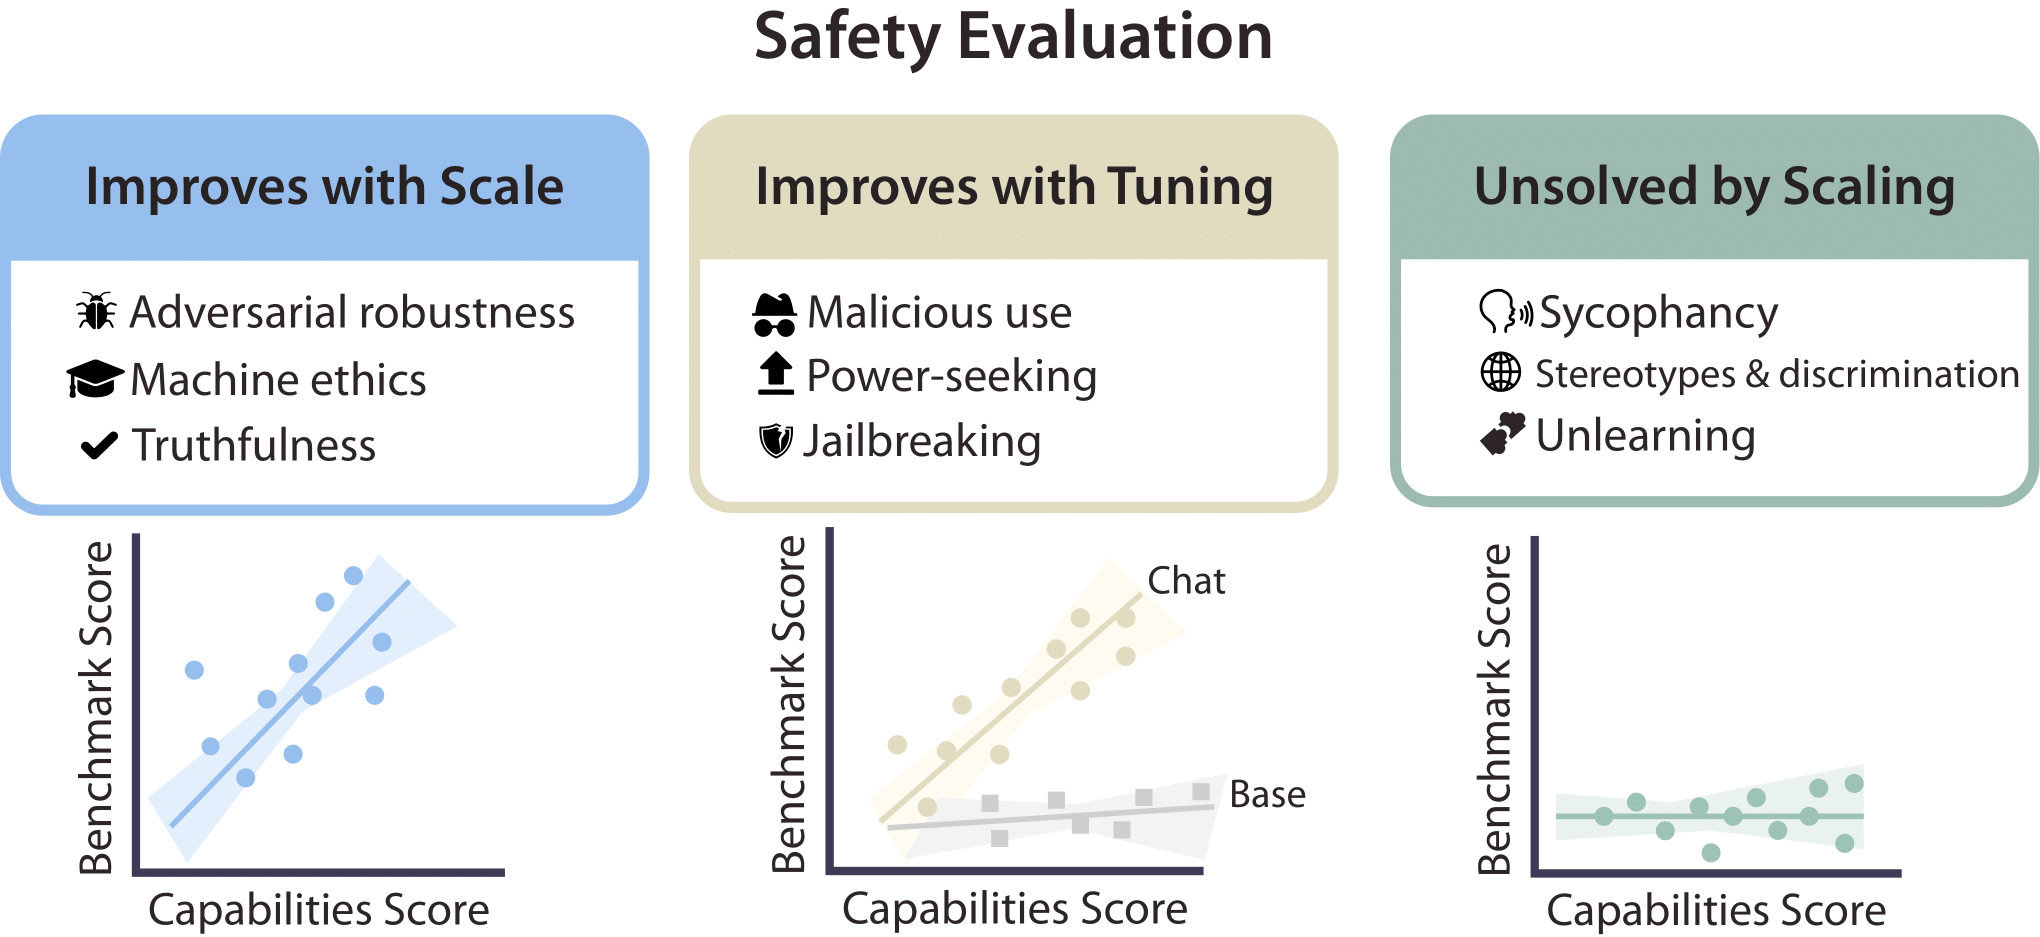 Safety Evaluation
Improves with Scale
Adversarial robustness
Machine ethics
Truthfulness
Benchmark Score
Capabilities Score
Improves with Tuning
Malicious use
Power-seeking
Jailbreaking
Benchmark Score
Chat
Base
Capabilities Score
Unsolved by Scaling
Sycophancy
Stereotypes & discrimination
Unlearning
Benchmark Score
Capabilities Score